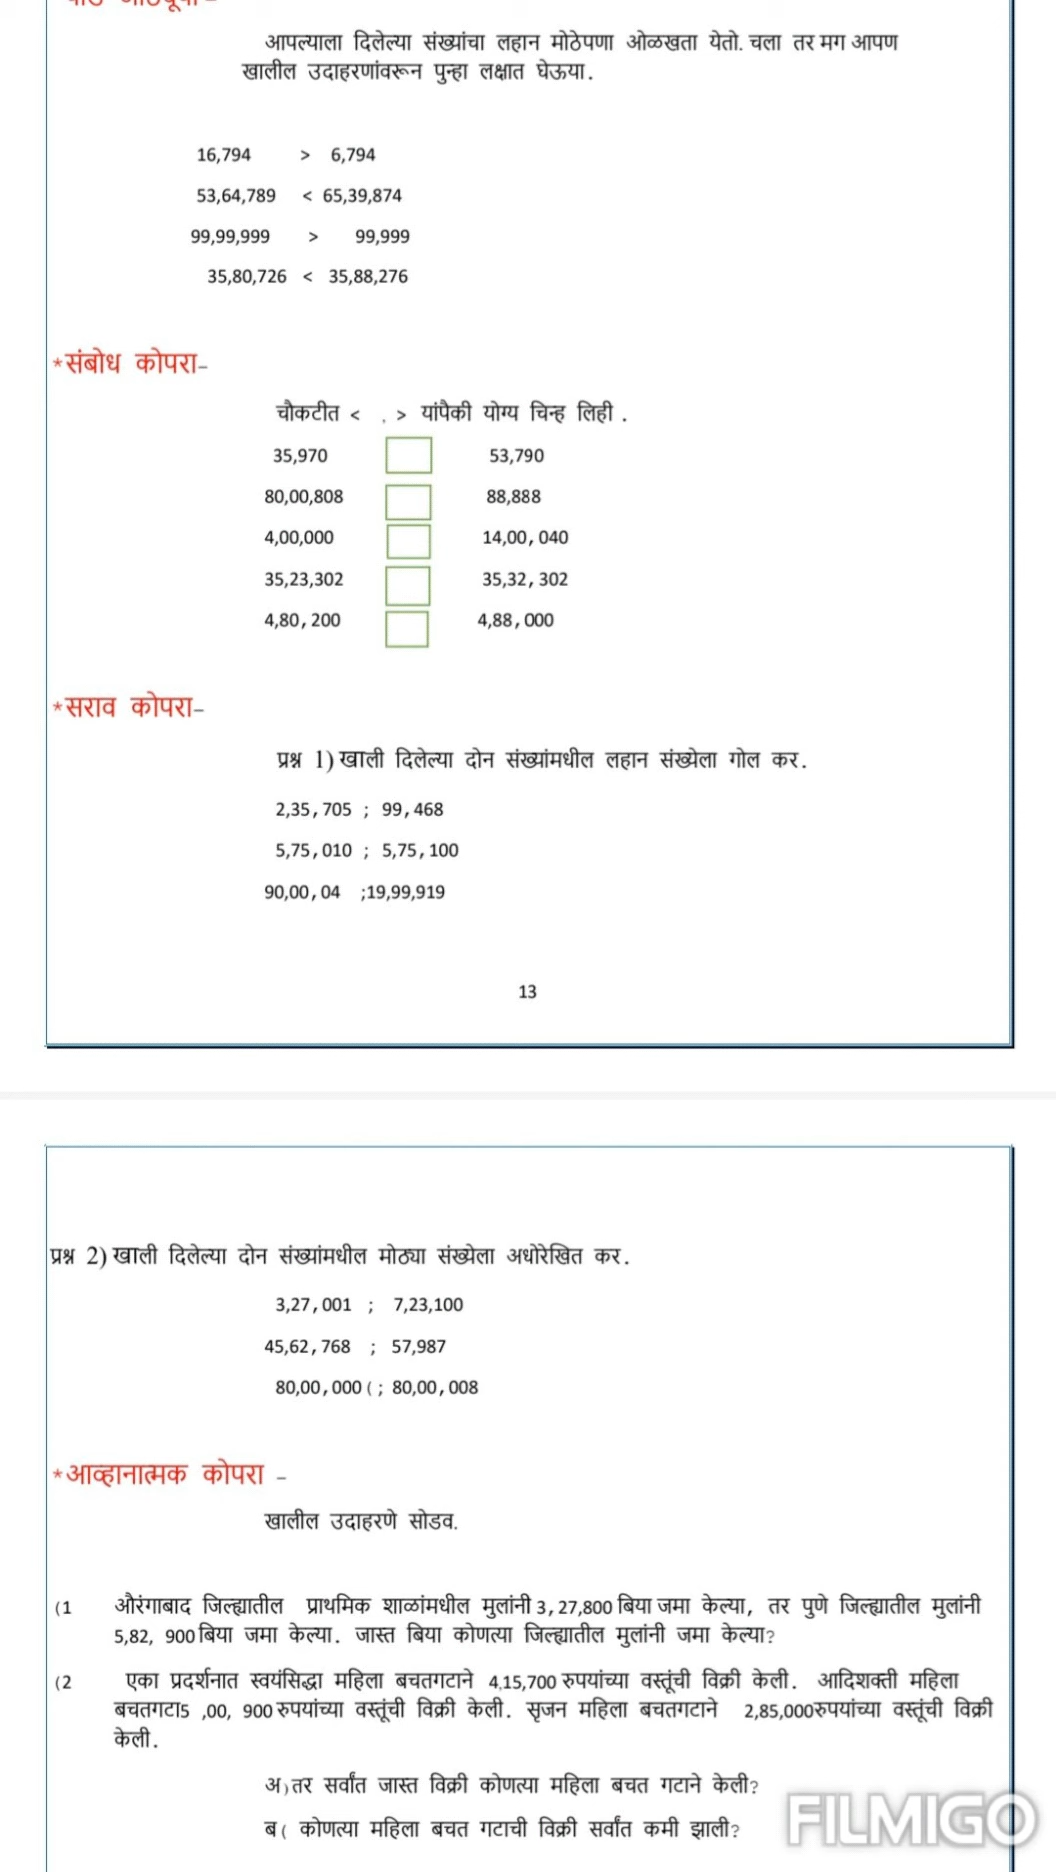 आपल्याला दिलेल्या संख्यांचा लहान मोठेपणा ओळखता येतो. चला तर मग आपण
खालील उदाहरणांवरून पुन्हा लक्षात घेऊया.
16,794 > 6,794
53,64,789 < 65,39,874
99,99,999 > 99,999
35,80,726 < 35,88,276
*संबोध कोपरा-
चौकटीत < , > यांपैकी योग्य चिन्ह लिही .
35,970 53,790
80,00,808 88,888
4,00,000 14,00,040
35,23,302 35,32,302
4,80,200 4,88,000
*सराव कोपरा-
प्रश्न 1) खाली दिलेल्या दोन संख्यांमधील लहान संख्येला गोल कर.
2,35,705 ; 99,468
5,75,010 ; 5,75,100
90,00,04 ;19,99,919
13
प्रश्न 2) खाली दिलेल्या दोन संख्यांमधील मोठ्या संख्येला अधोरेखित कर.
3,27,001 ; 7,23,100
45,62,768 ; 57,987
80,00,000 ( ; 80,00,008
*आव्हानात्मक कोपरा -
खालील उदाहरणे सोडव.
(1 औरंगाबाद जिल्ह्यातील प्राथमिक शाळांमधील मुलांनी 3,27,800 बिया जमा केल्या, तर पुणे जिल्ह्यातील मुलांनी
5,82, 900 बिया जमा केल्या. जास्त बिया कोणत्या जिल्ह्यातील मुलांनी जमा केल्या?
(2 एका प्रदर्शनात स्वयंसिद्धा महिला बचतगटाने 4,15,700 रुपयांच्या वस्तूंची विक्री केली. आदिशक्ती महिला
बचतगटा5 ,00, 900 रुपयांच्या वस्तूंची विक्री केली. सृजन महिला बचतगटाने 2,85,000रुपयांच्या वस्तूंची विक्री
केली.
अ) तर सर्वांत जास्त विक्री कोणत्या महिला बचत गटाने केली?
ब ( कोणत्या महिला बचत गटाची विक्री सर्वांत कमी झाली?
FILMIGO